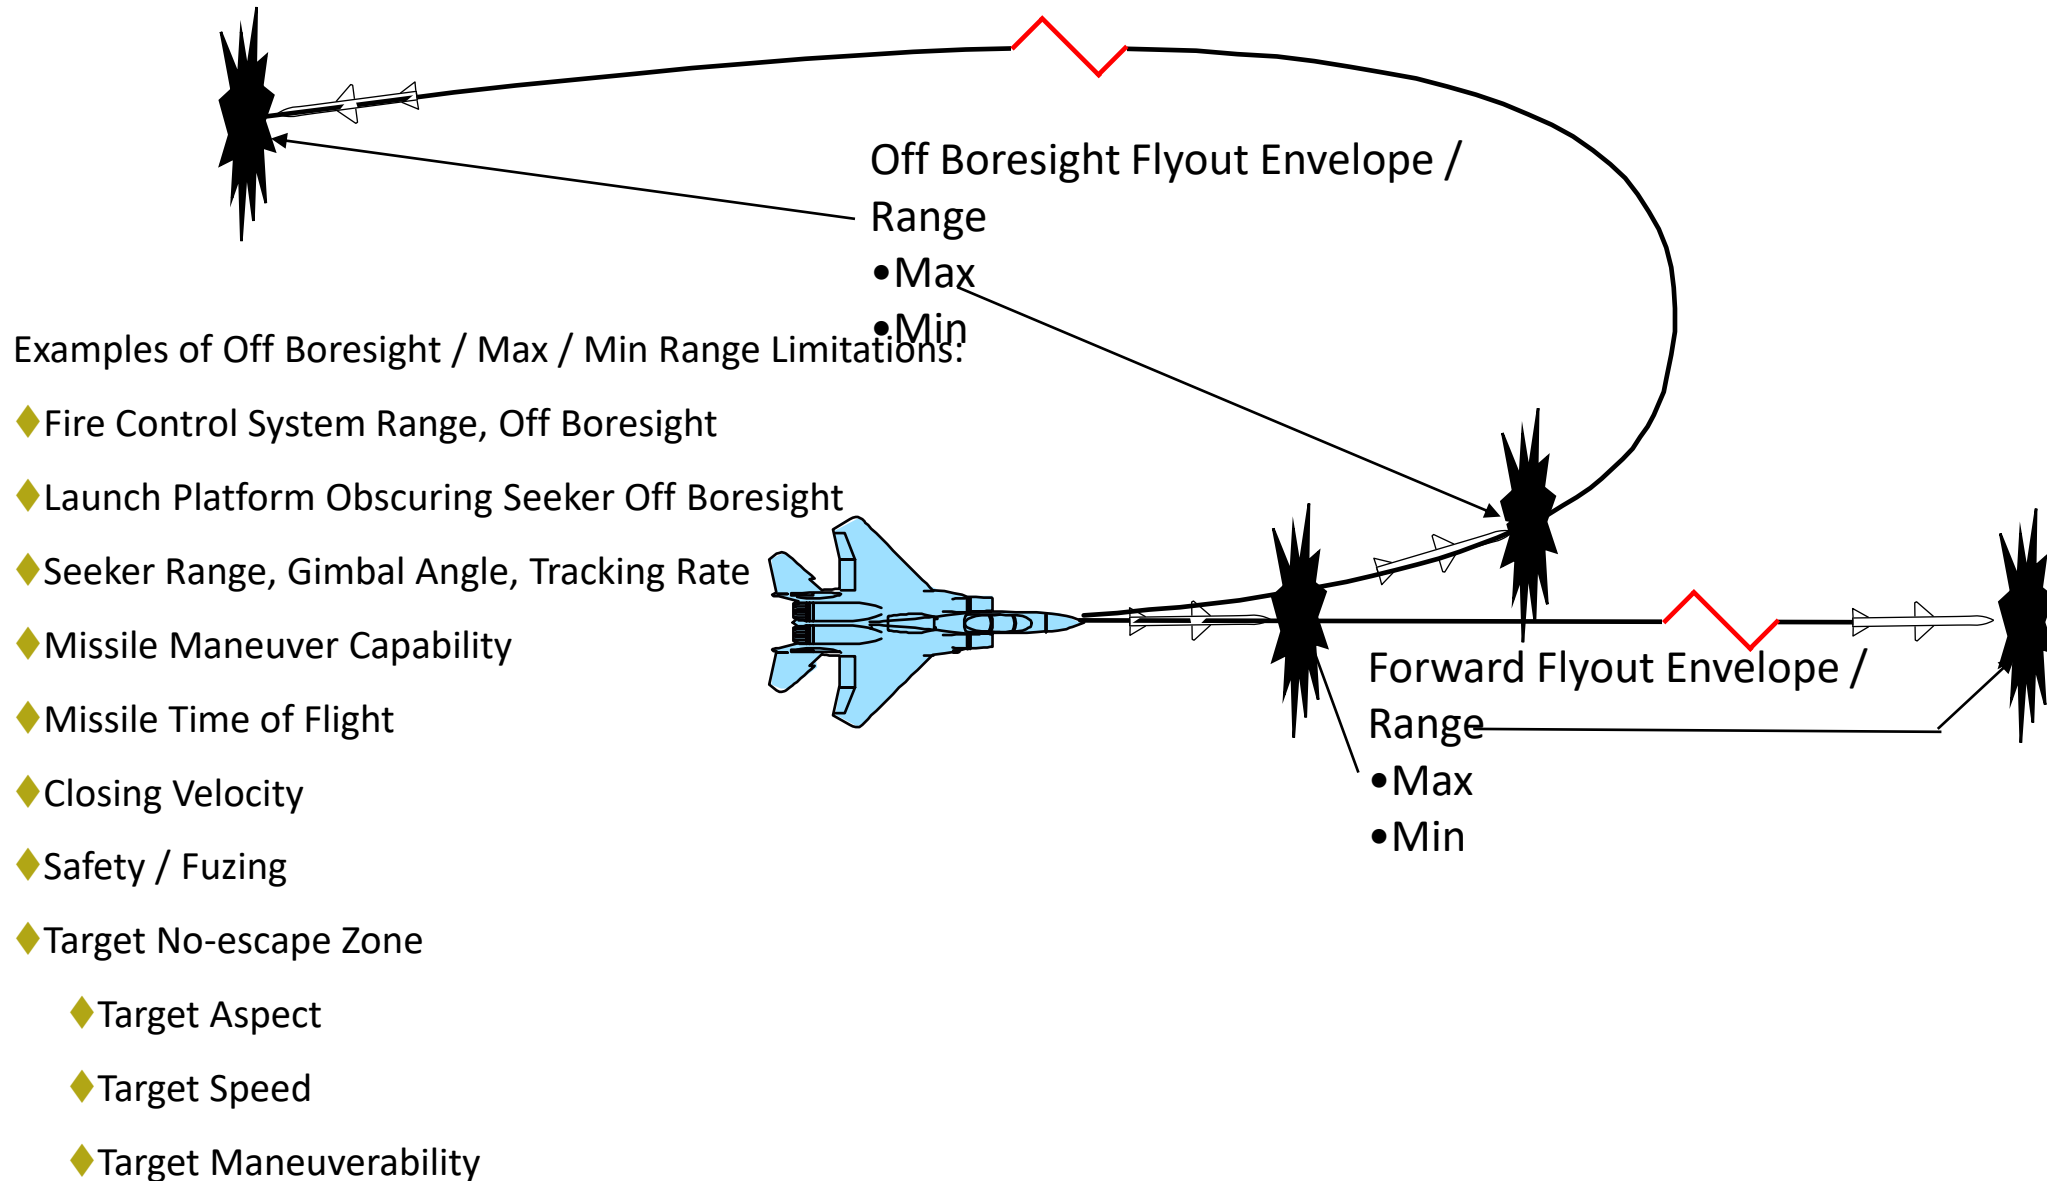 Off Boresight Flyout Envelope /
Range
•Max
•Min
Examples of Off Boresight / Max / Min Range Limitations:
♦Fire Control System Range, Off Boresight
♦Launch Platform Obscuring Seeker Off Boresight
♦Seeker Range, Gimbal Angle, Tracking Rate
♦Missile Maneuver Capability
♦Missile Time of Flight
♦Closing Velocity
♦Safety / Fuzing
♦Target No-escape Zone
♦Target Aspect
♦Target Speed
♦Target Maneuverability
Forward Flyout Envelope /
Range
•Max
•Min